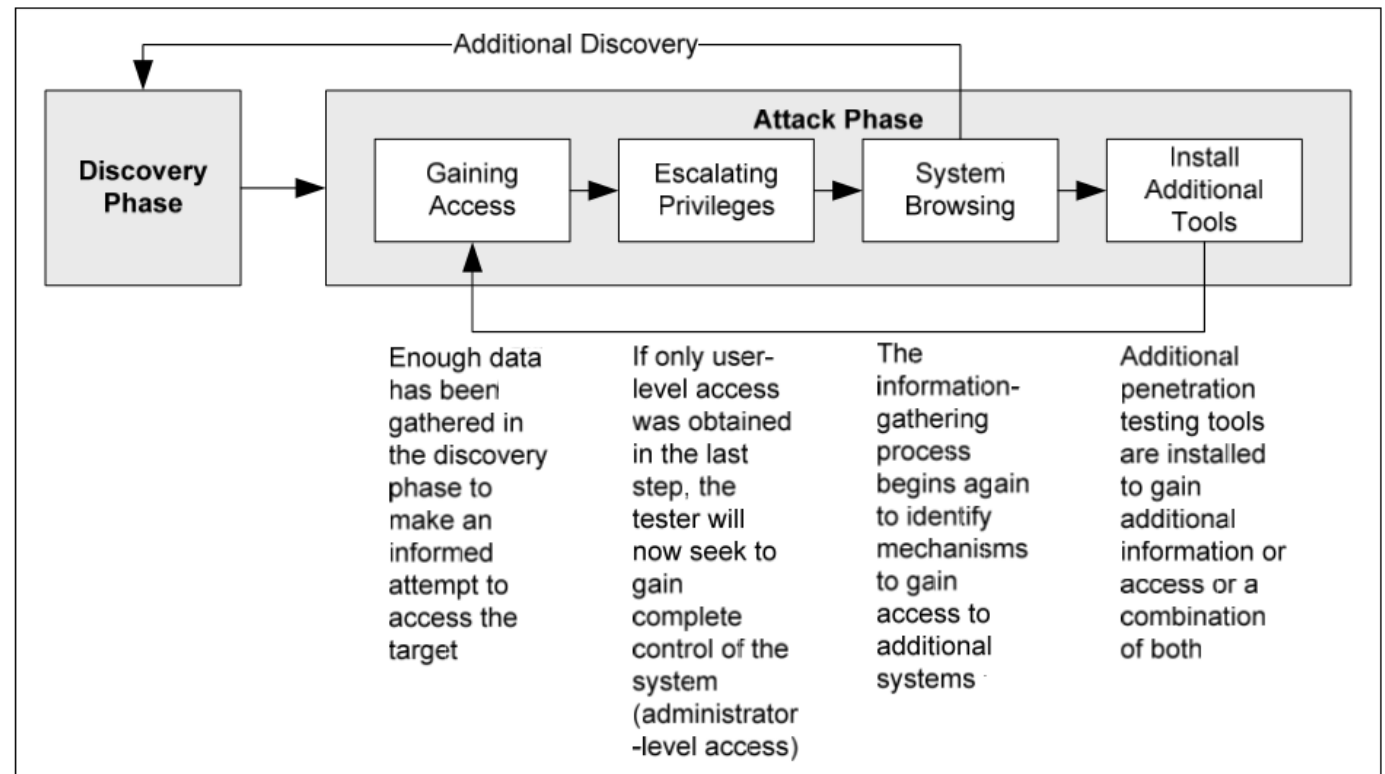 Additional Discovery
Discovery
Phase
Attack Phase
Gaining
Access
Escalating
Privileges
System
Browsing
Install
Additional
Tools
Enough data
has been
gathered in
the discovery
phase to
make an
informed
attempt to
access the
target
If only user-
level access
was obtained
in the last
step, the
tester will
now seek to
gain
complete
control of the
system
(administrator
-level access)
The
information-
gathering
process
begins again
to identify
mechanisms
to gain
access to
additional
systems
Additional
penetration
testing tools
are installed
to gain
additional
information or
access or a
combination
of both